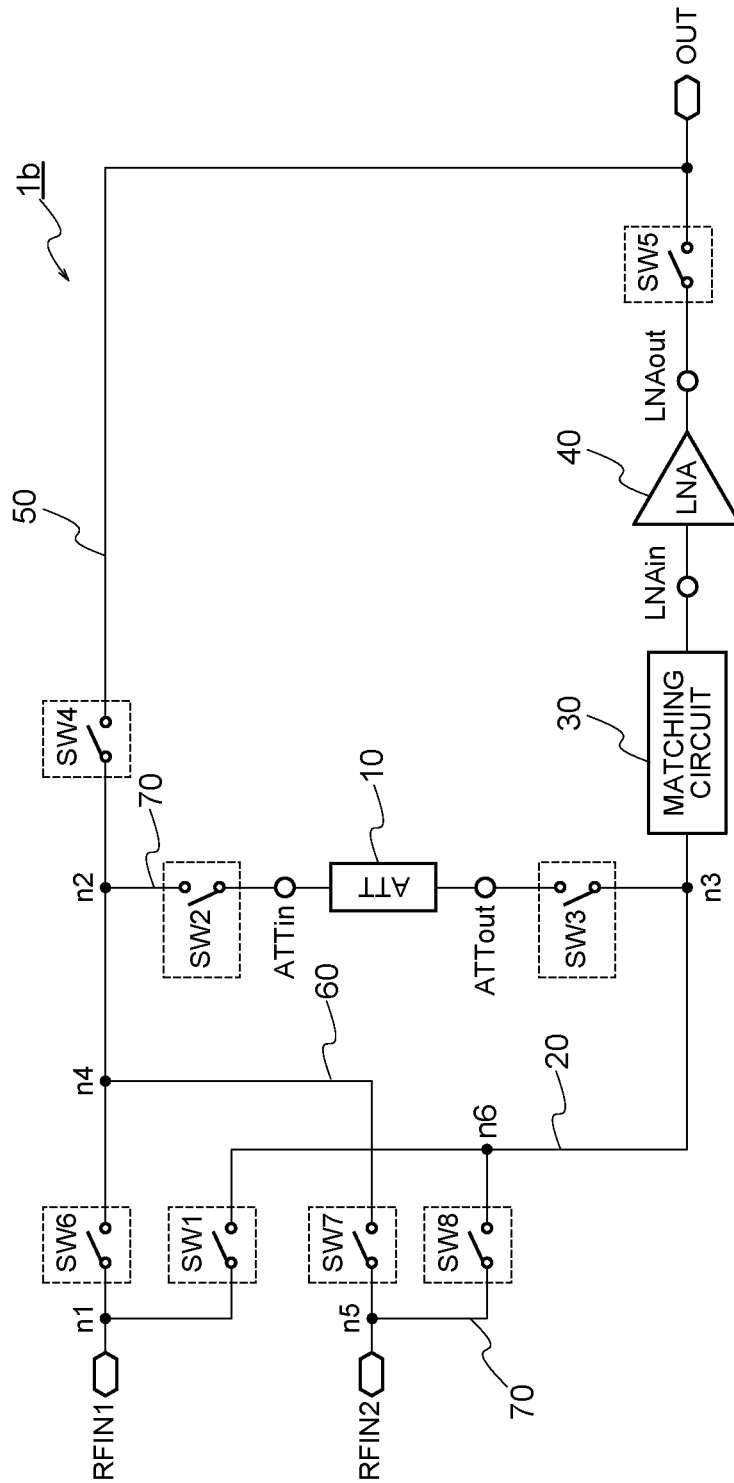 1b
RFIN1
n1
SW6
SW1
n4
n2
70
SW4
50
SW2
ATTin
ATT
10
ATTout
SW3
60
RFIN2
n5
SW7
SW8
70
n6
20
n3
MATCHING
CIRCUIT
30
LNAin
LNA
40
LNAout
SW5
OUT